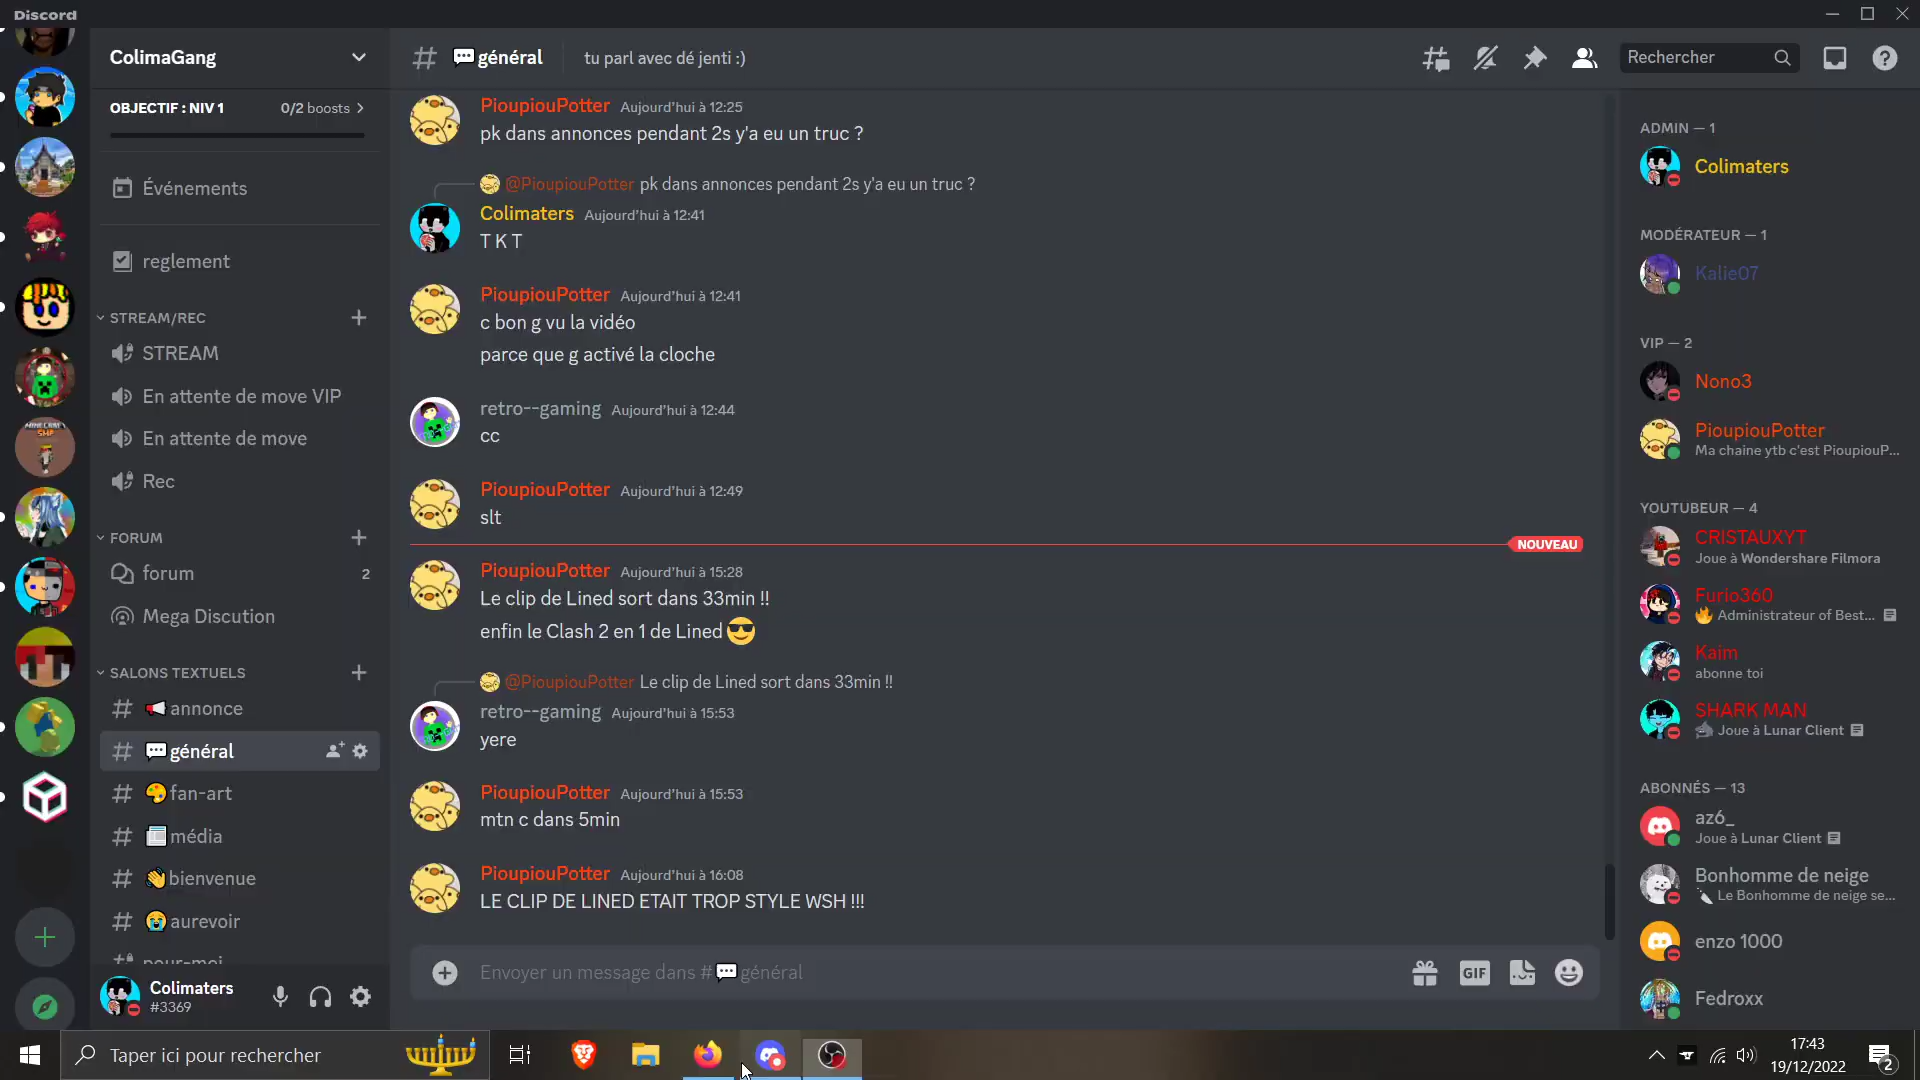 Discord
ColimaGang
OBJECTIF : NIV 1
0/2 boosts
Événements
reglement
STREAM/REC
STREAM
En attente de move VIP
En attente de move
Rec
FORUM
forum
2
Mega Discution
SALONS TEXTUELS
annonce
général
fan-art
média
bienvenue
aurevoir
Colimaters
#3369
général
tu parl avec dé jenti :)
Rechercher
PioupiouPotter Aujourd'hui à 12:25
pk dans annonces pendant 2s y'a eu un truc ?
@PioupiouPotter pk dans annonces pendant 2s y'a eu un truc ?
Colimaters Aujourd'hui à 12:41
T K T
PioupiouPotter Aujourd'hui à 12:41
c bon g vu la vidéo
parce que g activé la cloche
retro--gaming Aujourd'hui à 12:44
cc
PioupiouPotter Aujourd'hui à 12:49
slt
NOUVEAU
PioupiouPotter Aujourd'hui à 15:28
Le clip de Lined sort dans 33min !!
enfin le Clash 2 en 1 de Lined 😎
@PioupiouPotter Le clip de Lined sort dans 33min !!
retro--gaming Aujourd'hui à 15:53
yere
PioupiouPotter Aujourd'hui à 15:53
mtn c dans 5min
PioupiouPotter Aujourd'hui à 16:08
LE CLIP DE LINED ETAIT TROP STYLE WSH !!!
Envoyer un message dans #💬général
GIF
ADMIN — 1
Colimaters
MODÉRATEUR — 1
Kalie07
VIP — 2
Nono3
PioupiouPotter
Ma chaine ytb c'est PioupiouP...
YOUTUBEUR — 4
CRISTAUXYT
Joue à Wondershare Filmora
Furio360
🔥 Administrateur of Best...
Kaim
abonne toi
SHARK MAN
🦈 Joue à Lunar Client
ABONNÉS — 13
az6_
Joue à Lunar Client
Bonhomme de neige
🔪 Le Bonhomme de neige se...
enzo 1000
Fedroxx
Taper ici pour rechercher
17:43
19/12/2022
2